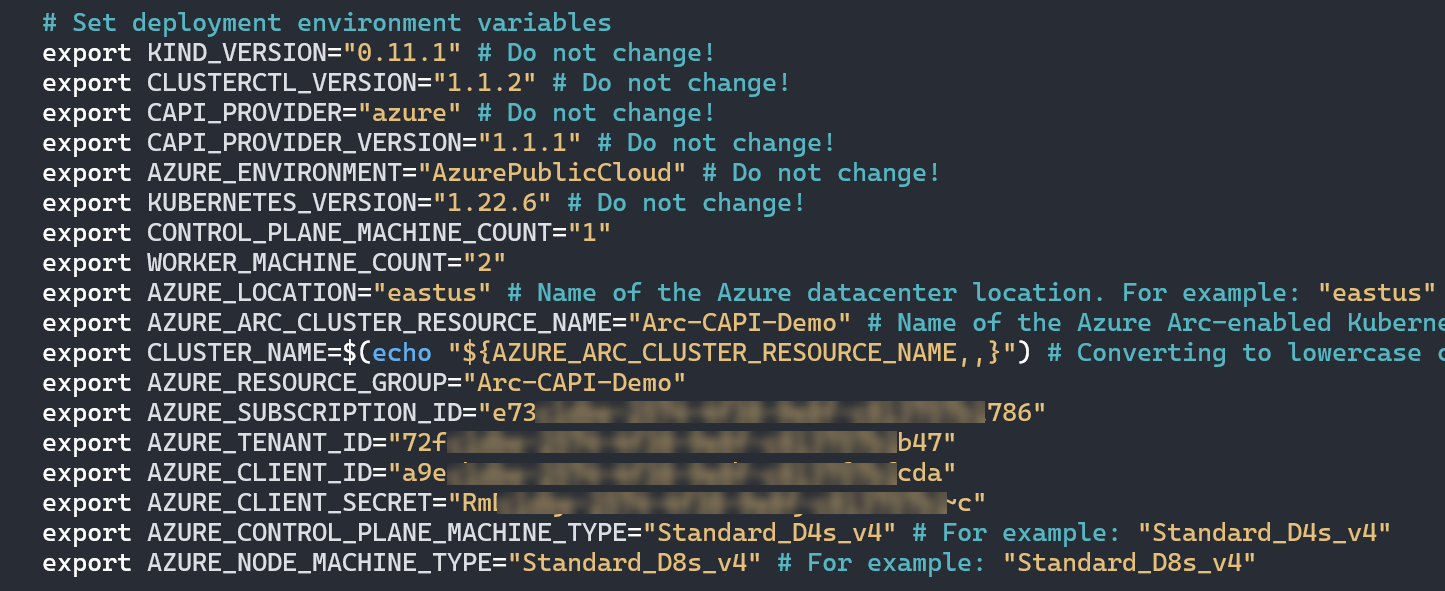 # Set deployment environment variables
export KIND_VERSION="0.11.1" # Do not change!
export CLUSTERCTL_VERSION="1.1.2" # Do not change!
export CAPI_PROVIDER="azure" # Do not change!
export CAPI_PROVIDER_VERSION="1.1.1" # Do not change!
export AZURE_ENVIRONMENT="AzurePublicCloud" # Do not change!
export KUBERNETES_VERSION="1.22.6" # Do not change!
export CONTROL_PLANE_MACHINE_COUNT="1"
export WORKER_MACHINE_COUNT="2"
export AZURE_LOCATION="eastus" # Name of the Azure datacenter location. For example: "eastus"
export AZURE_ARC_CLUSTER_RESOURCE_NAME="Arc-CAPI-Demo" # Name of the Azure Arc-enabled Kuberne
export CLUSTER_NAME=$(echo "${AZURE_ARC_CLUSTER_RESOURCE_NAME,,}") # Converting to lowercase
export AZURE_RESOURCE_GROUP="Arc-CAPI-Demo"
export AZURE_SUBSCRIPTION_ID="e73 786"
export AZURE_TENANT_ID="72f b47"
export AZURE_CLIENT_ID="a9e cda"
export AZURE_CLIENT_SECRET="Rm ~c"
export AZURE_CONTROL_PLANE_MACHINE_TYPE="Standard_D4s_v4" # For example: "Standard_D4s_v4"
export AZURE_NODE_MACHINE_TYPE="Standard_D8s_v4" # For example: "Standard_D8s_v4"